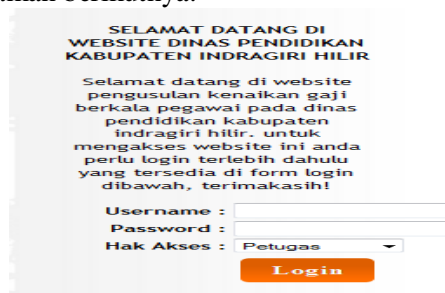 SELAMAT DATANG DI
WEBSITE DINAS PENDIDIKAN
KABUPATEN INDRAGIRI HILIR
Selamat datang di website
pengusulan kenaikan gaji
berkala pegawai pada dinas
pendidikan kabupaten
indragiri hilir. untuk
mengakses website ini anda
perlu login terlebih dahulu
yang tersedia di form login
dibawah, terimakasih!
Username :
Password :
Hak Akses : Petugas
Login